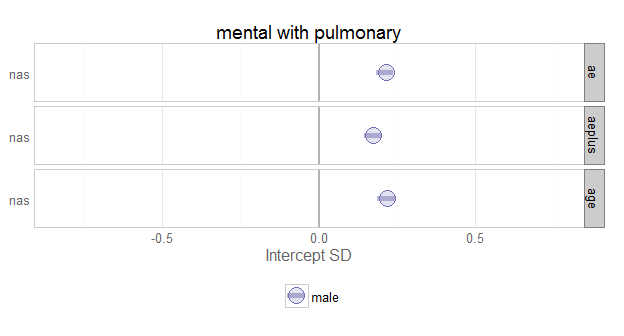 mental with pulmonary
nas
ae
nas
aeplus
nas
age
-0.5 0.0 0.5
Intercept SD
male